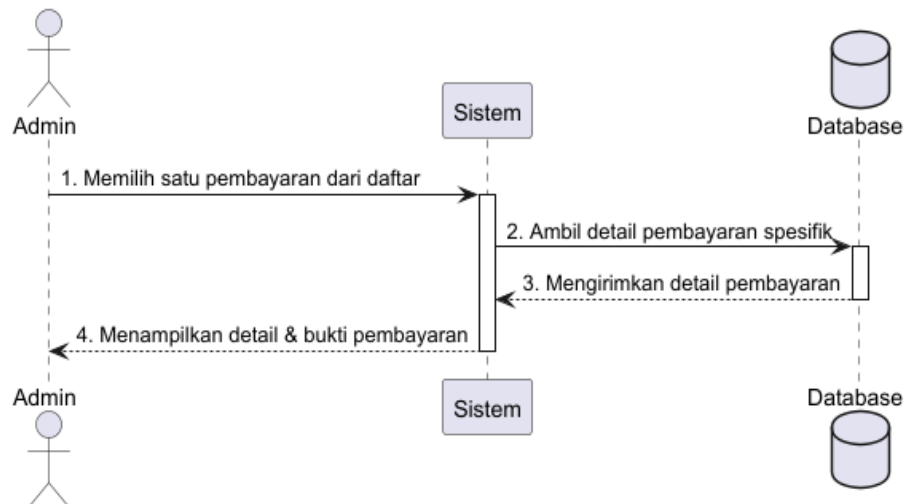 Admin
Sistem
Database
1. Memilih satu pembayaran dari daftar
2. Ambil detail pembayaran spesifik
3. Mengirimkan detail pembayaran
4. Menampilkan detail & bukti pembayaran
Admin
Sistem
Database